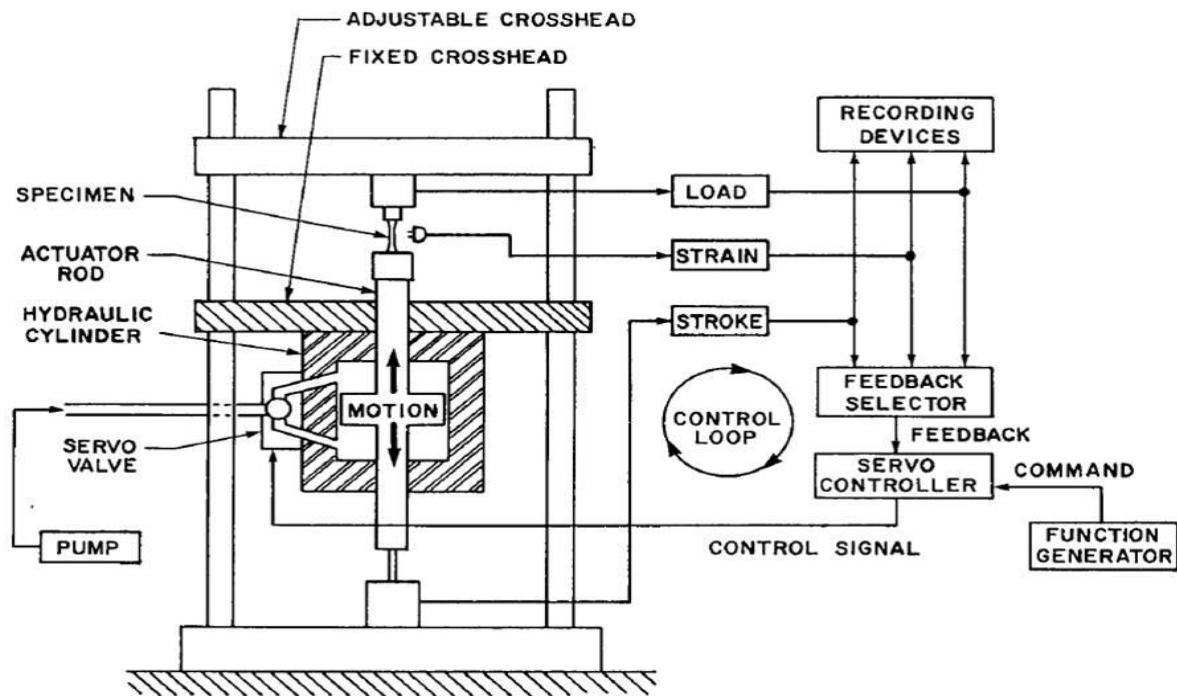 ADJUSTABLE CROSSHEAD
FIXED CROSSHEAD
RECORDING
DEVICES
SPECIMEN
LOAD
ACTUATOR
ROD
STRAIN
HYDRAULIC
CYLINDER
STROKE
MOTION
CONTROL
LOOP
FEEDBACK
SELECTOR
FEEDBACK
SERVO
VALVE
SERVO
CONTROLLER
COMMAND
PUMP
CONTROL SIGNAL
FUNCTION
GENERATOR